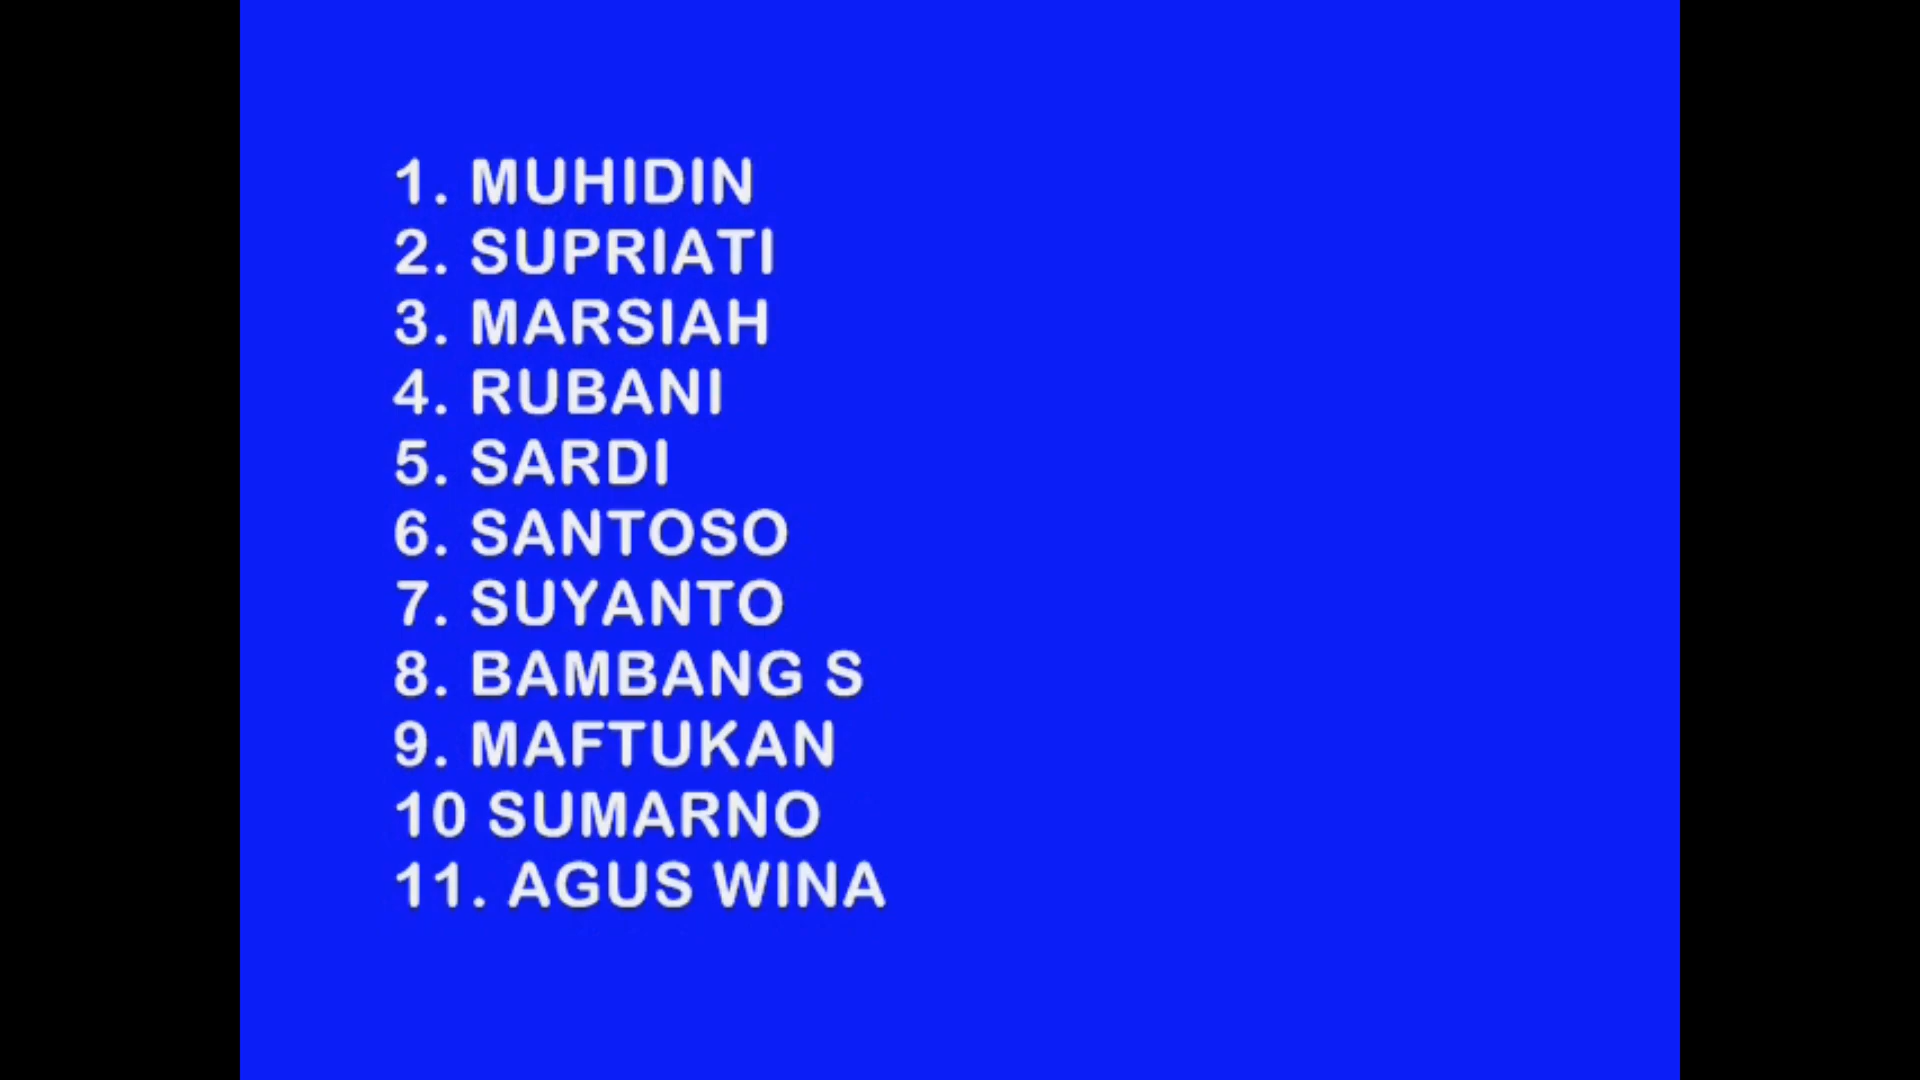 1. MUHIDIN
2. SUPRIATI
3. MARSIAH
4. RUBANI
5. SARDI
6. SANTOSO
7. SUYANTO
8. BAMBANG S
9. MAFTUKAN
10 SUMARNO
11. AGUS WINA